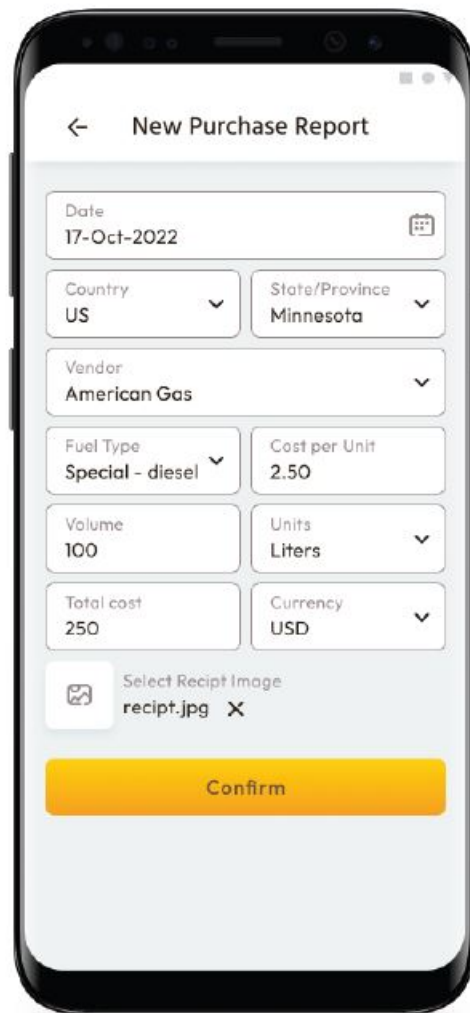 New Purchase Report
Date
17-Oct-2022
Country
US
State/Province
Minnesota
Vendor
American Gas
Fuel Type
Special - diesel
Cost per Unit
2.50
Volume
100
Units
Liters
Total cost
250
Currency
USD
Select Recipt Image
recipt.jpg
Confirm